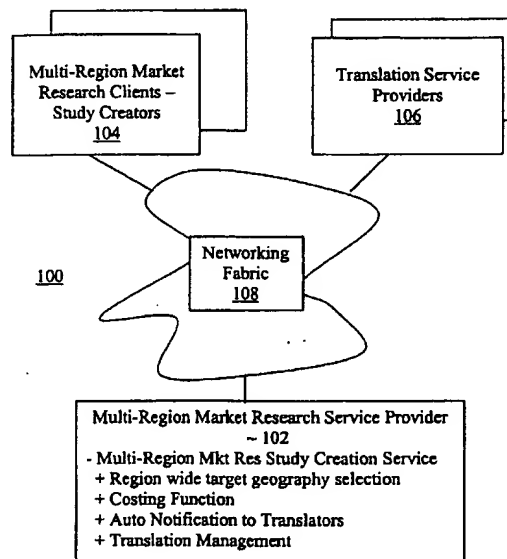 Multi-Region Market
Research Clients –
Study Creators
104
Translation Service
Providers
106
Networking
Fabric
108
100
Multi-Region Market Research Service Provider
~ 102
- Multi-Region Mkt Res Study Creation Service
+ Region wide target geography selection
+ Costing Function
+ Auto Notification to Translators
+ Translation Management